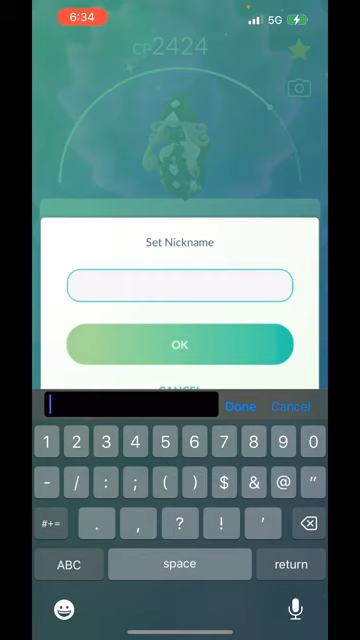 6:34
5G
CP2424
Set Nickname
OK
CANCEL
Done Cancel
1 2 3 4 5 6 7 8 9 0
- / : ; ( ) $ & @ "
#+= . , ? ! '
ABC space return